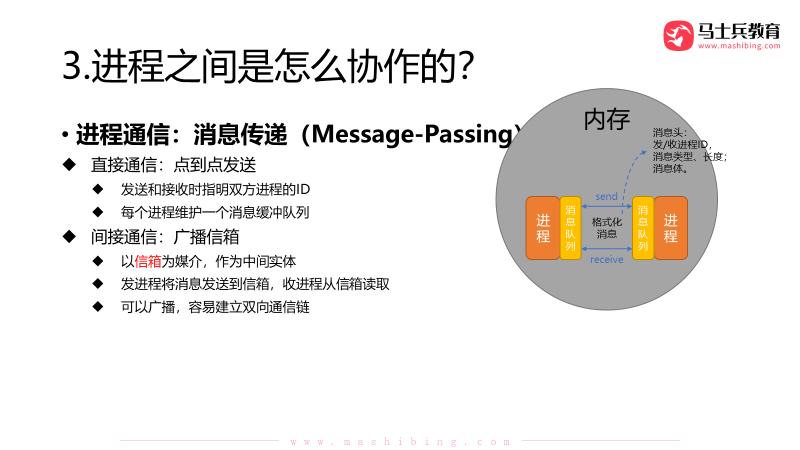 马士兵教育
www.mashibing.com
3.进程之间是怎么协作的？
• 进程通信：消息传递（Message-Passing）
◆ 直接通信：点到点发送
◆ 发送和接收时指明双方进程的ID
◆ 每个进程维护一个消息缓冲队列
◆ 间接通信：广播信箱
◆ 以信箱为媒介，作为中间实体
◆ 发进程将消息发送到信箱，收进程从信箱读取
◆ 可以广播，容易建立双向通信链
内存
消息头：
发/收进程ID，
消息类型、长度；
消息体。
进程
消息队列
send
格式化
消息
receive
消息队列
进程
www.mashibing.com